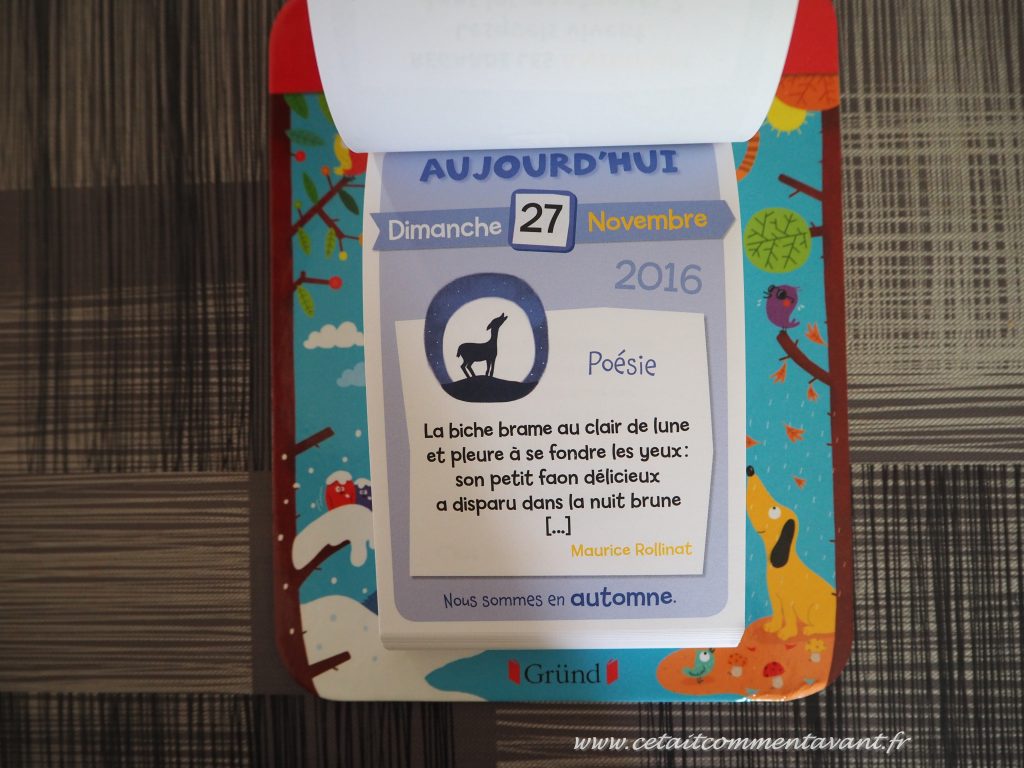 AUJOURD'HUI
Dimanche 27 Novembre
2016
Poésie
La biche brame au clair de lune
et pleure à se fondre les yeux :
son petit faon délicieux
a disparu dans la nuit brune
[...]
Maurice Rollinat
Nous sommes en automne.
Gründ
www.cetaitcommentavant.fr